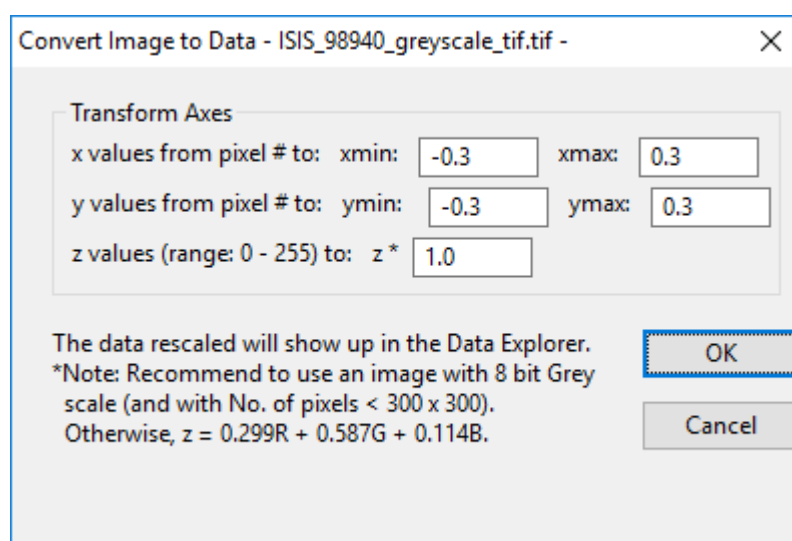 Convert Image to Data - ISIS_98940_greyscale_tif.tif -
Transform Axes
x values from pixel # to: xmin: -0.3 xmax: 0.3
y values from pixel # to: ymin: -0.3 ymax: 0.3
z values (range: 0 - 255) to: z * 1.0
The data rescaled will show up in the Data Explorer.
*Note: Recommend to use an image with 8 bit Grey
scale (and with No. of pixels < 300 x 300).
Otherwise, z = 0.299R + 0.587G + 0.114B.
OK
Cancel